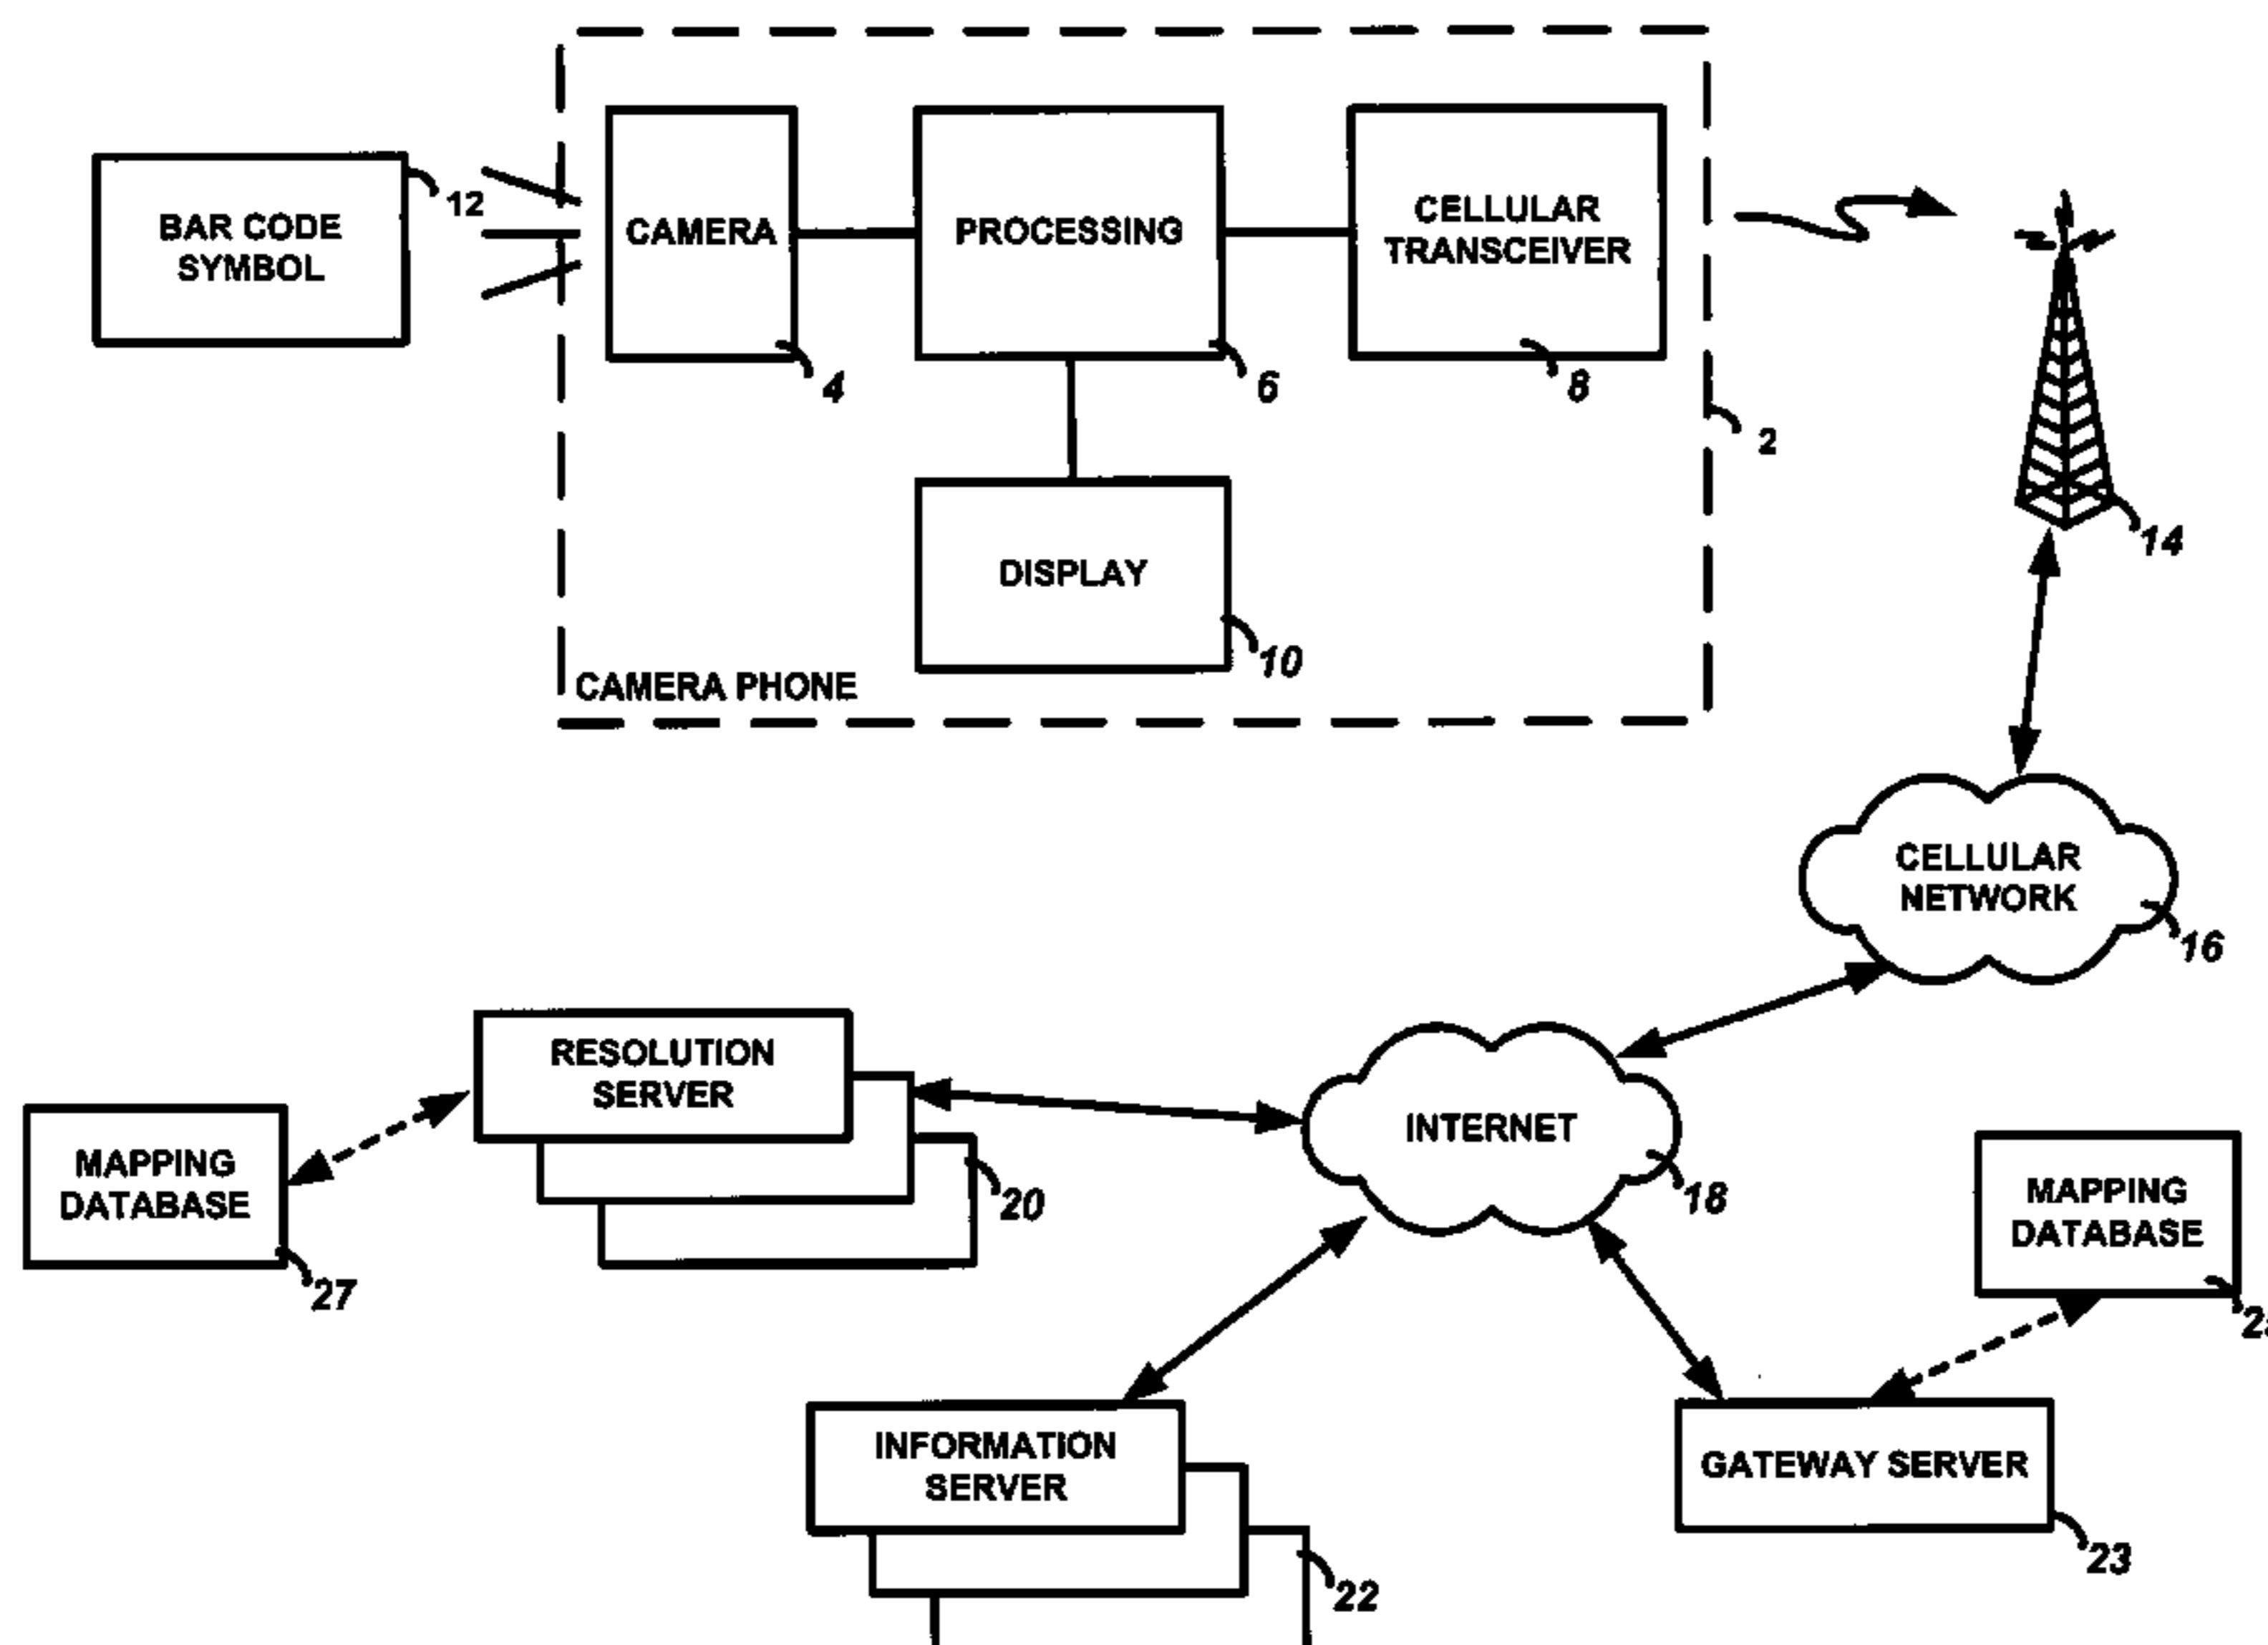 BAR CODE
SYMBOL
12
CAMERA
4
PROCESSING
6
CELLULAR
TRANSCEIVER
8
2
DISPLAY
10
CAMERA PHONE
14
CELLULAR
NETWORK
16
RESOLUTION
SERVER
20
INTERNET
18
MAPPING
DATABASE
27
MAPPING
DATABASE
INFORMATION
SERVER
22
GATEWAY SERVER
23